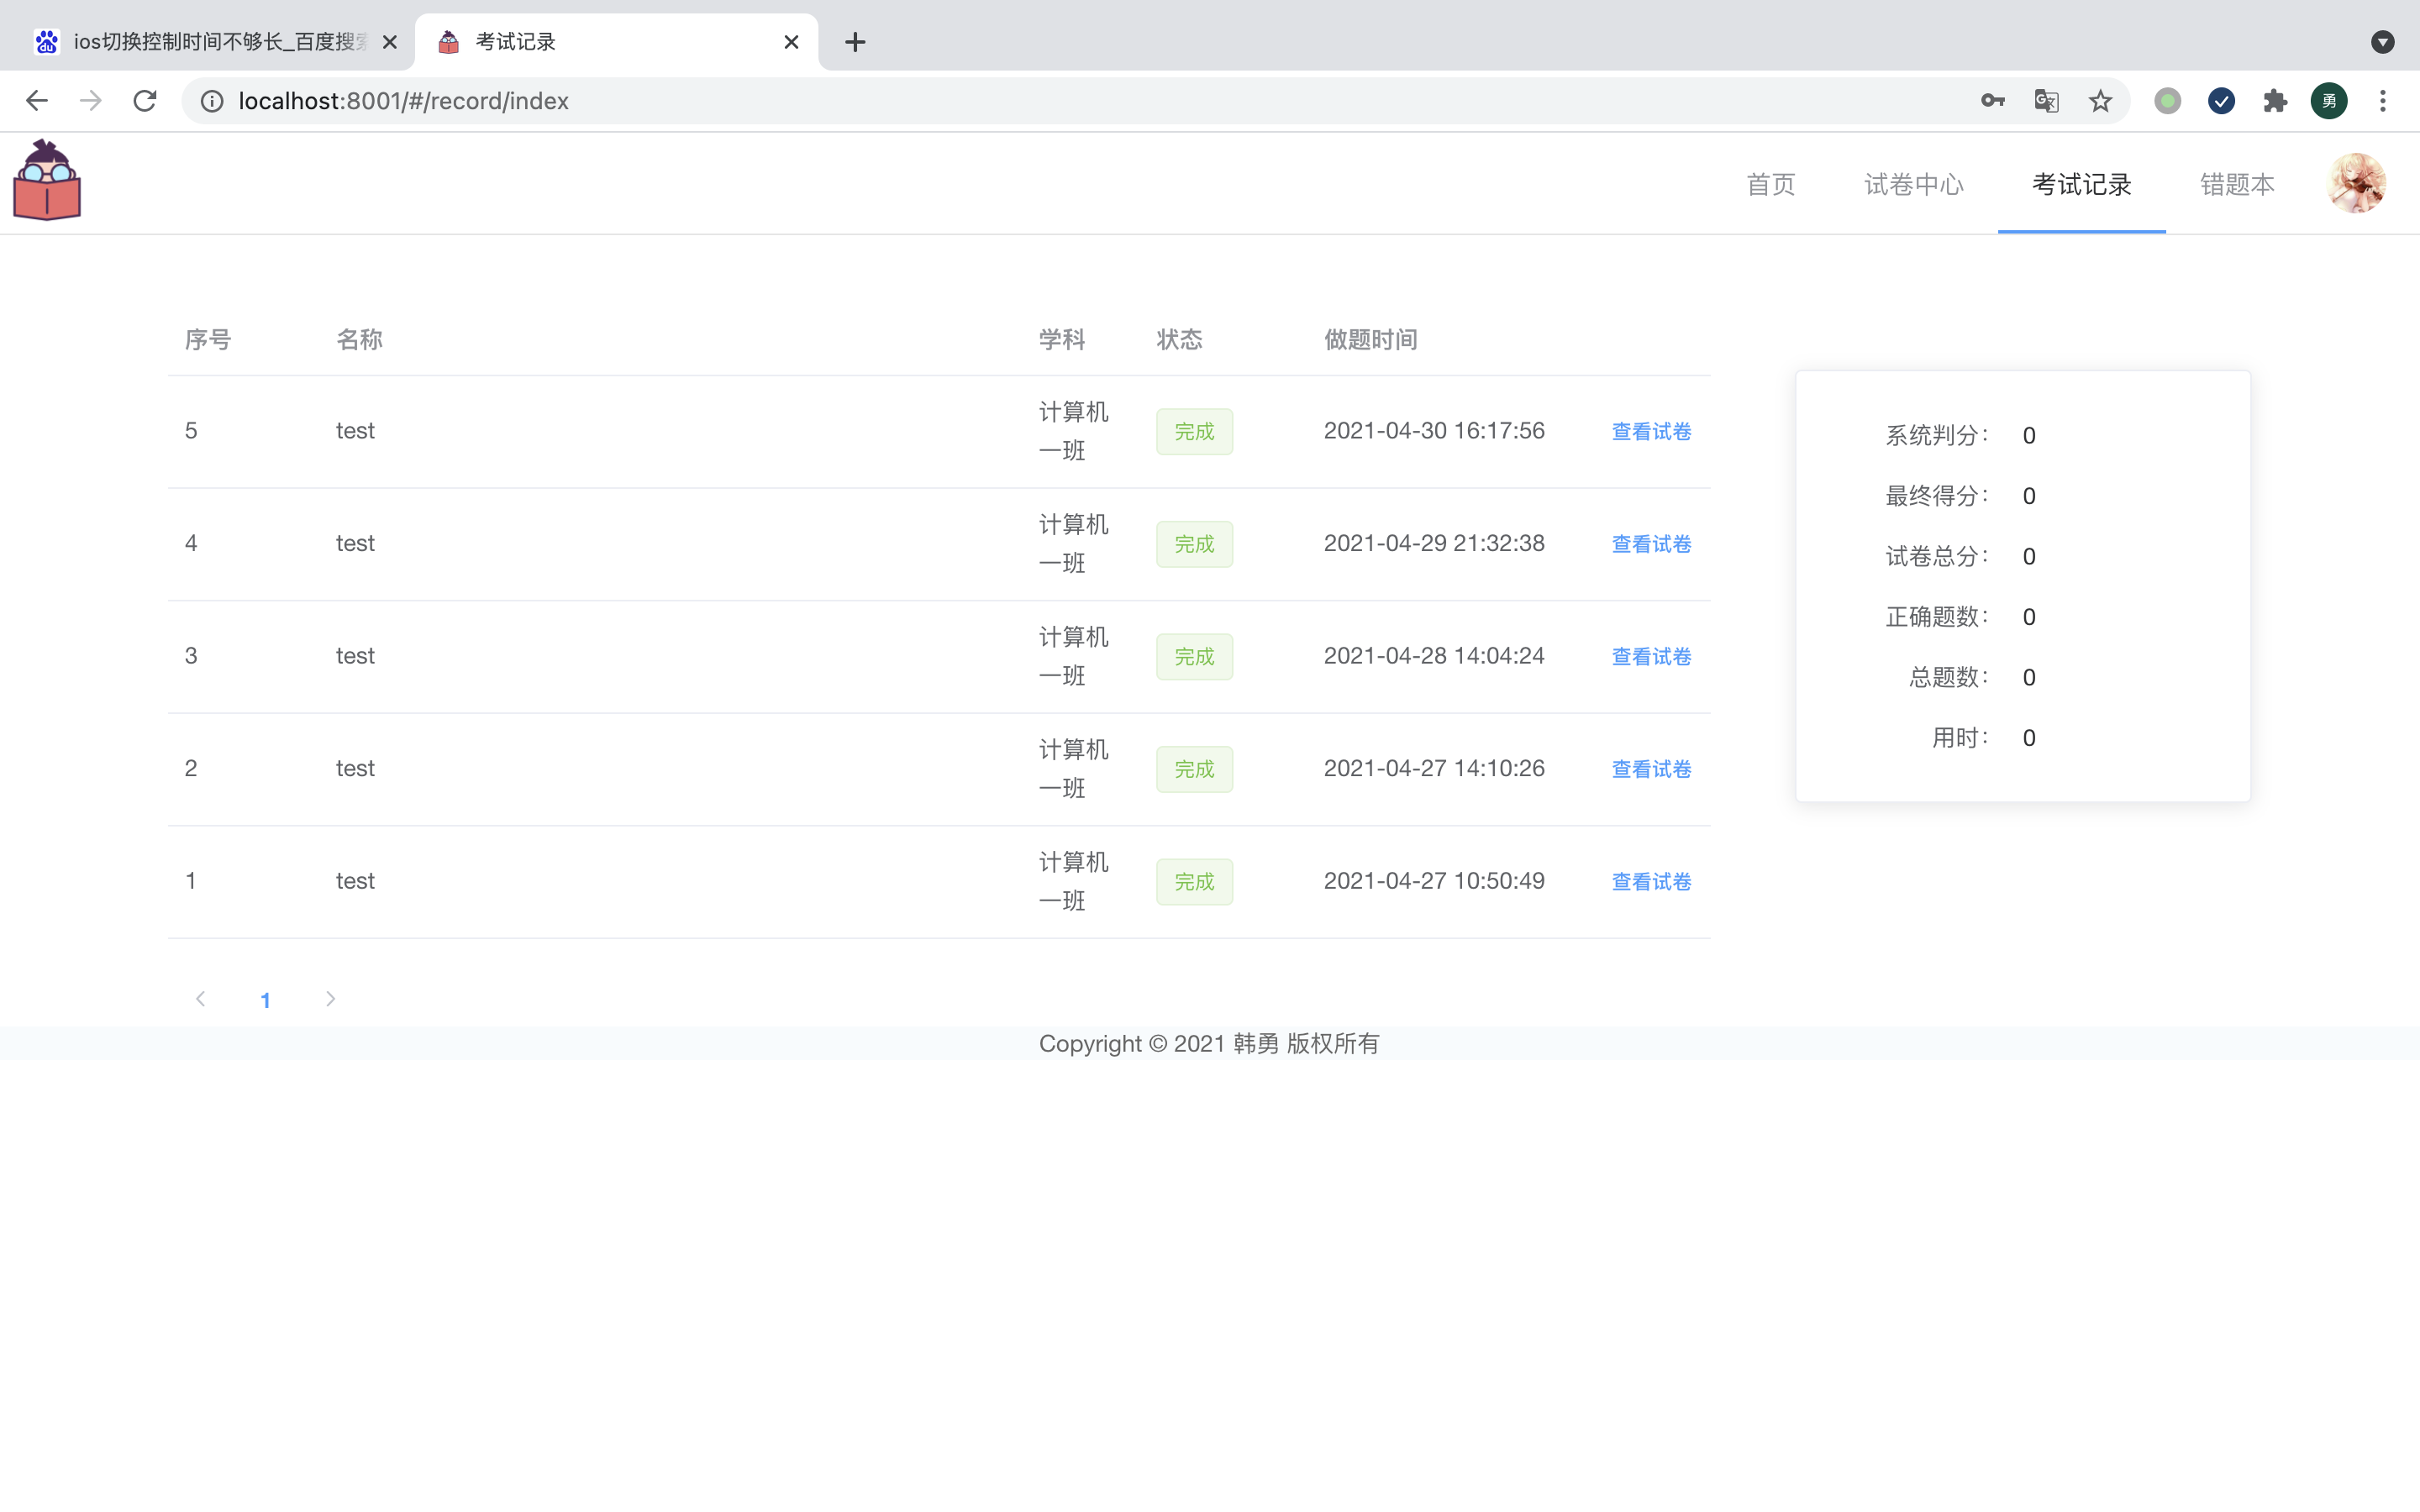 ios切换控制时间不够长_百度搜索
考试记录
localhost:8001/#/record/index
勇
首页 试卷中心 考试记录 错题本
序号 名称 学科 状态 做题时间
5 test 计算机一班 完成 2021-04-30 16:17:56 查看试卷
4 test 计算机一班 完成 2021-04-29 21:32:38 查看试卷
3 test 计算机一班 完成 2021-04-28 14:04:24 查看试卷
2 test 计算机一班 完成 2021-04-27 14:10:26 查看试卷
1 test 计算机一班 完成 2021-04-27 10:50:49 查看试卷
系统判分： 0
最终得分： 0
试卷总分： 0
正确题数： 0
总题数： 0
用时： 0
1
Copyright © 2021 韩勇 版权所有